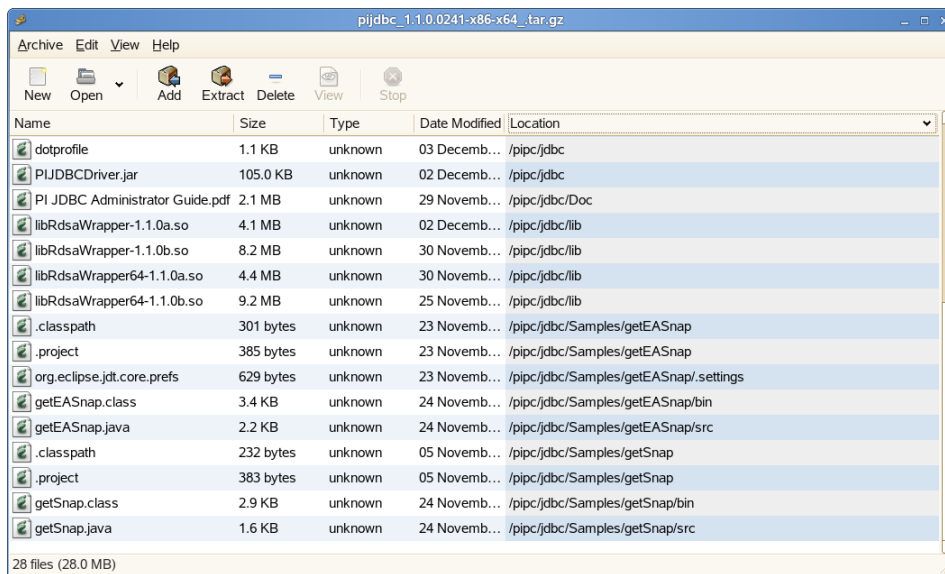 pijdbc_1.1.0.0241-x86-x64_.tar.gz
Archive Edit View Help
New Open Add Extract Delete View Stop
Name Size Type Date Modified Location
dotprofile 1.1 KB unknown 03 Decemb... /pipc/jdbc
PIJDBCDriver.jar 105.0 KB unknown 02 Decemb... /pipc/jdbc
PI JDBC Administrator Guide.pdf 2.1 MB unknown 29 Novemb... /pipc/jdbc/Doc
libRdsaWrapper-1.1.0a.so 4.1 MB unknown 02 Decemb... /pipc/jdbc/lib
libRdsaWrapper-1.1.0b.so 8.2 MB unknown 30 Novemb... /pipc/jdbc/lib
libRdsaWrapper64-1.1.0a.so 4.4 MB unknown 30 Novemb... /pipc/jdbc/lib
libRdsaWrapper64-1.1.0b.so 9.2 MB unknown 25 Novemb... /pipc/jdbc/lib
.classpath 301 bytes unknown 23 Novemb... /pipc/jdbc/Samples/getEASnap
.project 385 bytes unknown 23 Novemb... /pipc/jdbc/Samples/getEASnap
org.eclipse.jdt.core.prefs 629 bytes unknown 23 Novemb... /pipc/jdbc/Samples/getEASnap/.settings
getEASnap.class 3.4 KB unknown 24 Novemb... /pipc/jdbc/Samples/getEASnap/bin
getEASnap.java 2.2 KB unknown 24 Novemb... /pipc/jdbc/Samples/getEASnap/src
.classpath 232 bytes unknown 05 Novemb... /pipc/jdbc/Samples/getSnap
.project 383 bytes unknown 05 Novemb... /pipc/jdbc/Samples/getSnap
getSnap.class 2.9 KB unknown 24 Novemb... /pipc/jdbc/Samples/getSnap/bin
getSnap.java 1.6 KB unknown 24 Novemb... /pipc/jdbc/Samples/getSnap/src
28 files (28.0 MB)